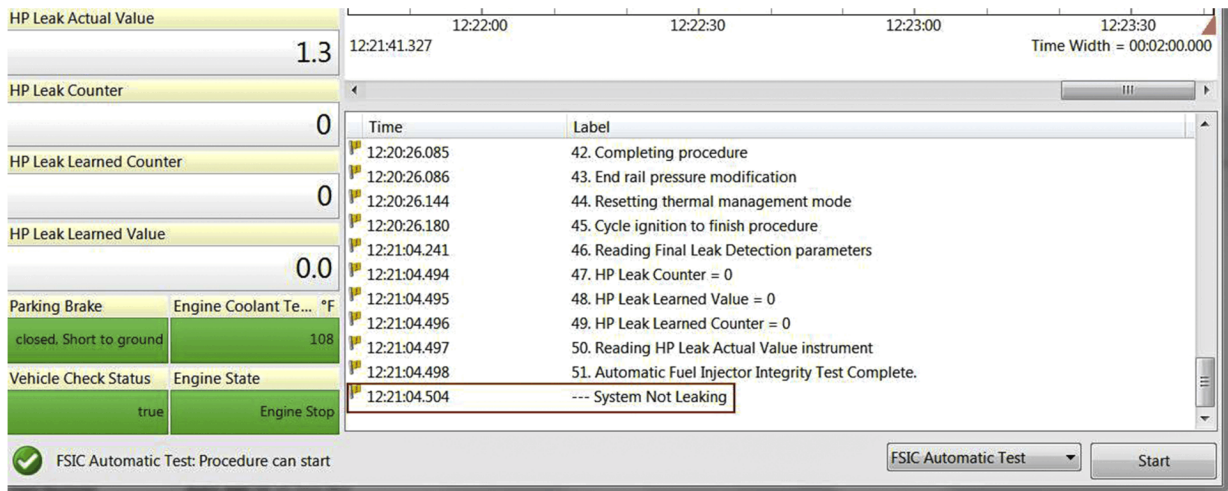 HP Leak Actual Value
1.3
HP Leak Counter
0
HP Leak Learned Counter
0
HP Leak Learned Value
0.0
Parking Brake
closed, Short to ground
Engine Coolant Te... °F
108
Vehicle Check Status
true
Engine State
Engine Stop
12:22:00 12:22:30 12:23:00 12:23:30
12:21:41.327 Time Width = 00:02:00.000
Time Label
12:20:26.085 42. Completing procedure
12:20:26.086 43. End rail pressure modification
12:20:26.144 44. Resetting thermal management mode
12:20:26.180 45. Cycle ignition to finish procedure
12:21:04.241 46. Reading Final Leak Detection parameters
12:21:04.494 47. HP Leak Counter = 0
12:21:04.495 48. HP Leak Learned Value = 0
12:21:04.496 49. HP Leak Learned Counter = 0
12:21:04.497 50. Reading HP Leak Actual Value instrument
12:21:04.498 51. Automatic Fuel Injector Integrity Test Complete.
12:21:04.504 --- System Not Leaking
FSIC Automatic Test: Procedure can start
FSIC Automatic Test
Start